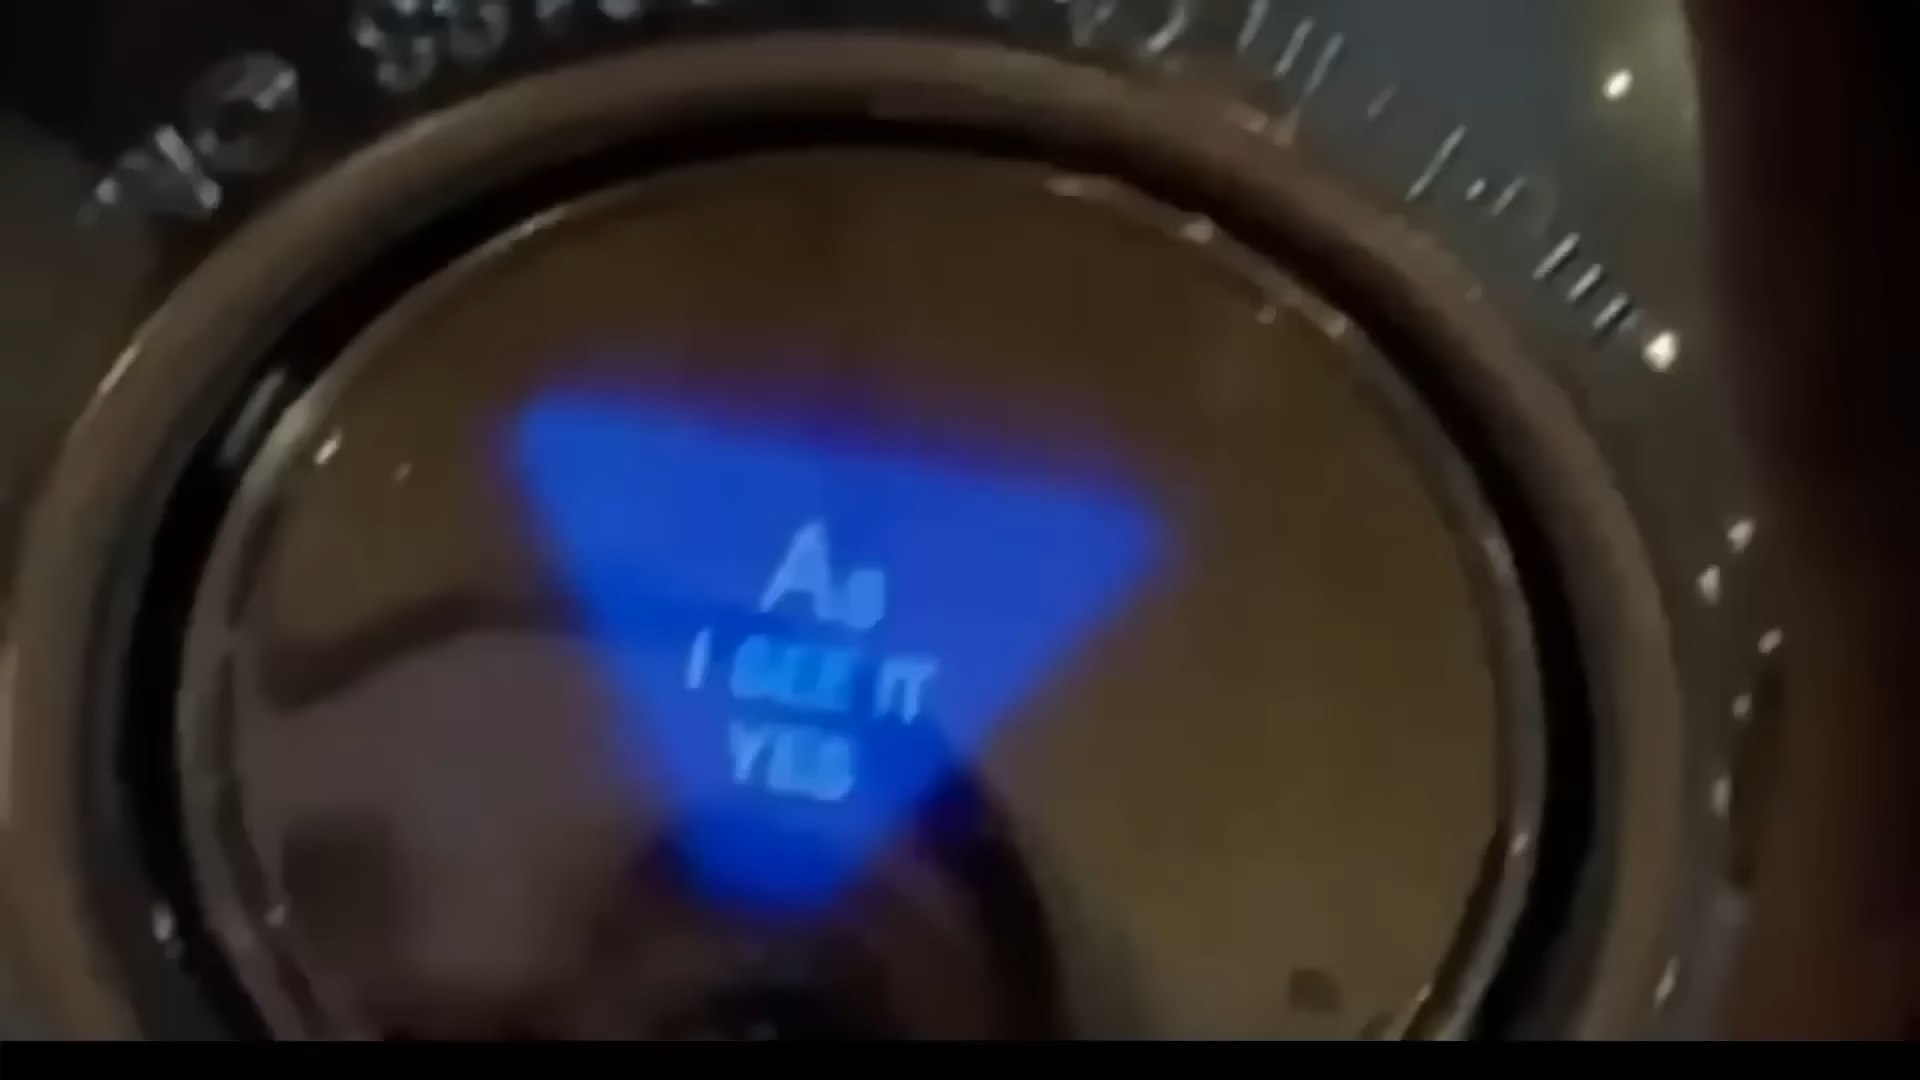 As
I SEE IT
YES